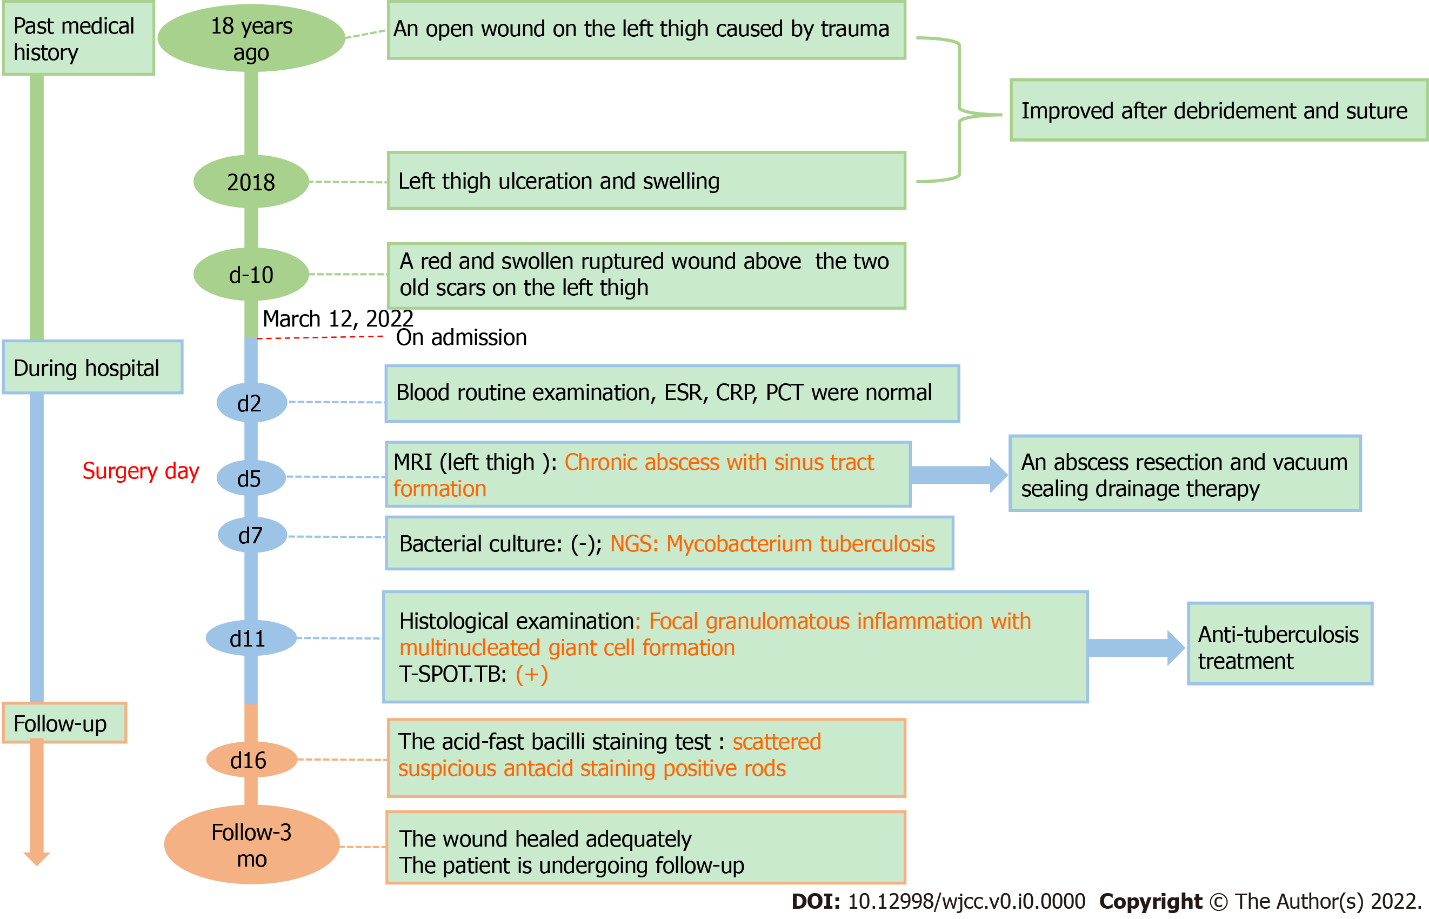 Past medical
history
18 years
ago
An open wound on the left thigh caused by trauma
Improved after debridement and suture
2018
Left thigh ulceration and swelling
d-10
A red and swollen ruptured wound above  the two
old scars on the left thigh
March 12, 2022
On admission
During hospital
d2
Blood routine examination, ESR, CRP, PCT were normal
Surgery day
d5
MRI (left thigh ): Chronic abscess with sinus tract
formation
An abscess resection and vacuum
sealing drainage therapy
d7
Bacterial culture: (-); NGS: Mycobacterium tuberculosis
d11
Histological examination: Focal granulomatous inflammation with
multinucleated giant cell formation
T-SPOT.TB: (+)
Anti-tuberculosis
treatment
Follow-up
d16
The acid-fast bacilli staining test : scattered
suspicious antacid staining positive rods
Follow-3
mo
The wound healed adequately
The patient is undergoing follow-up
DOI: 10.12998/wjcc.v0.i0.0000  Copyright © The Author(s) 2022.